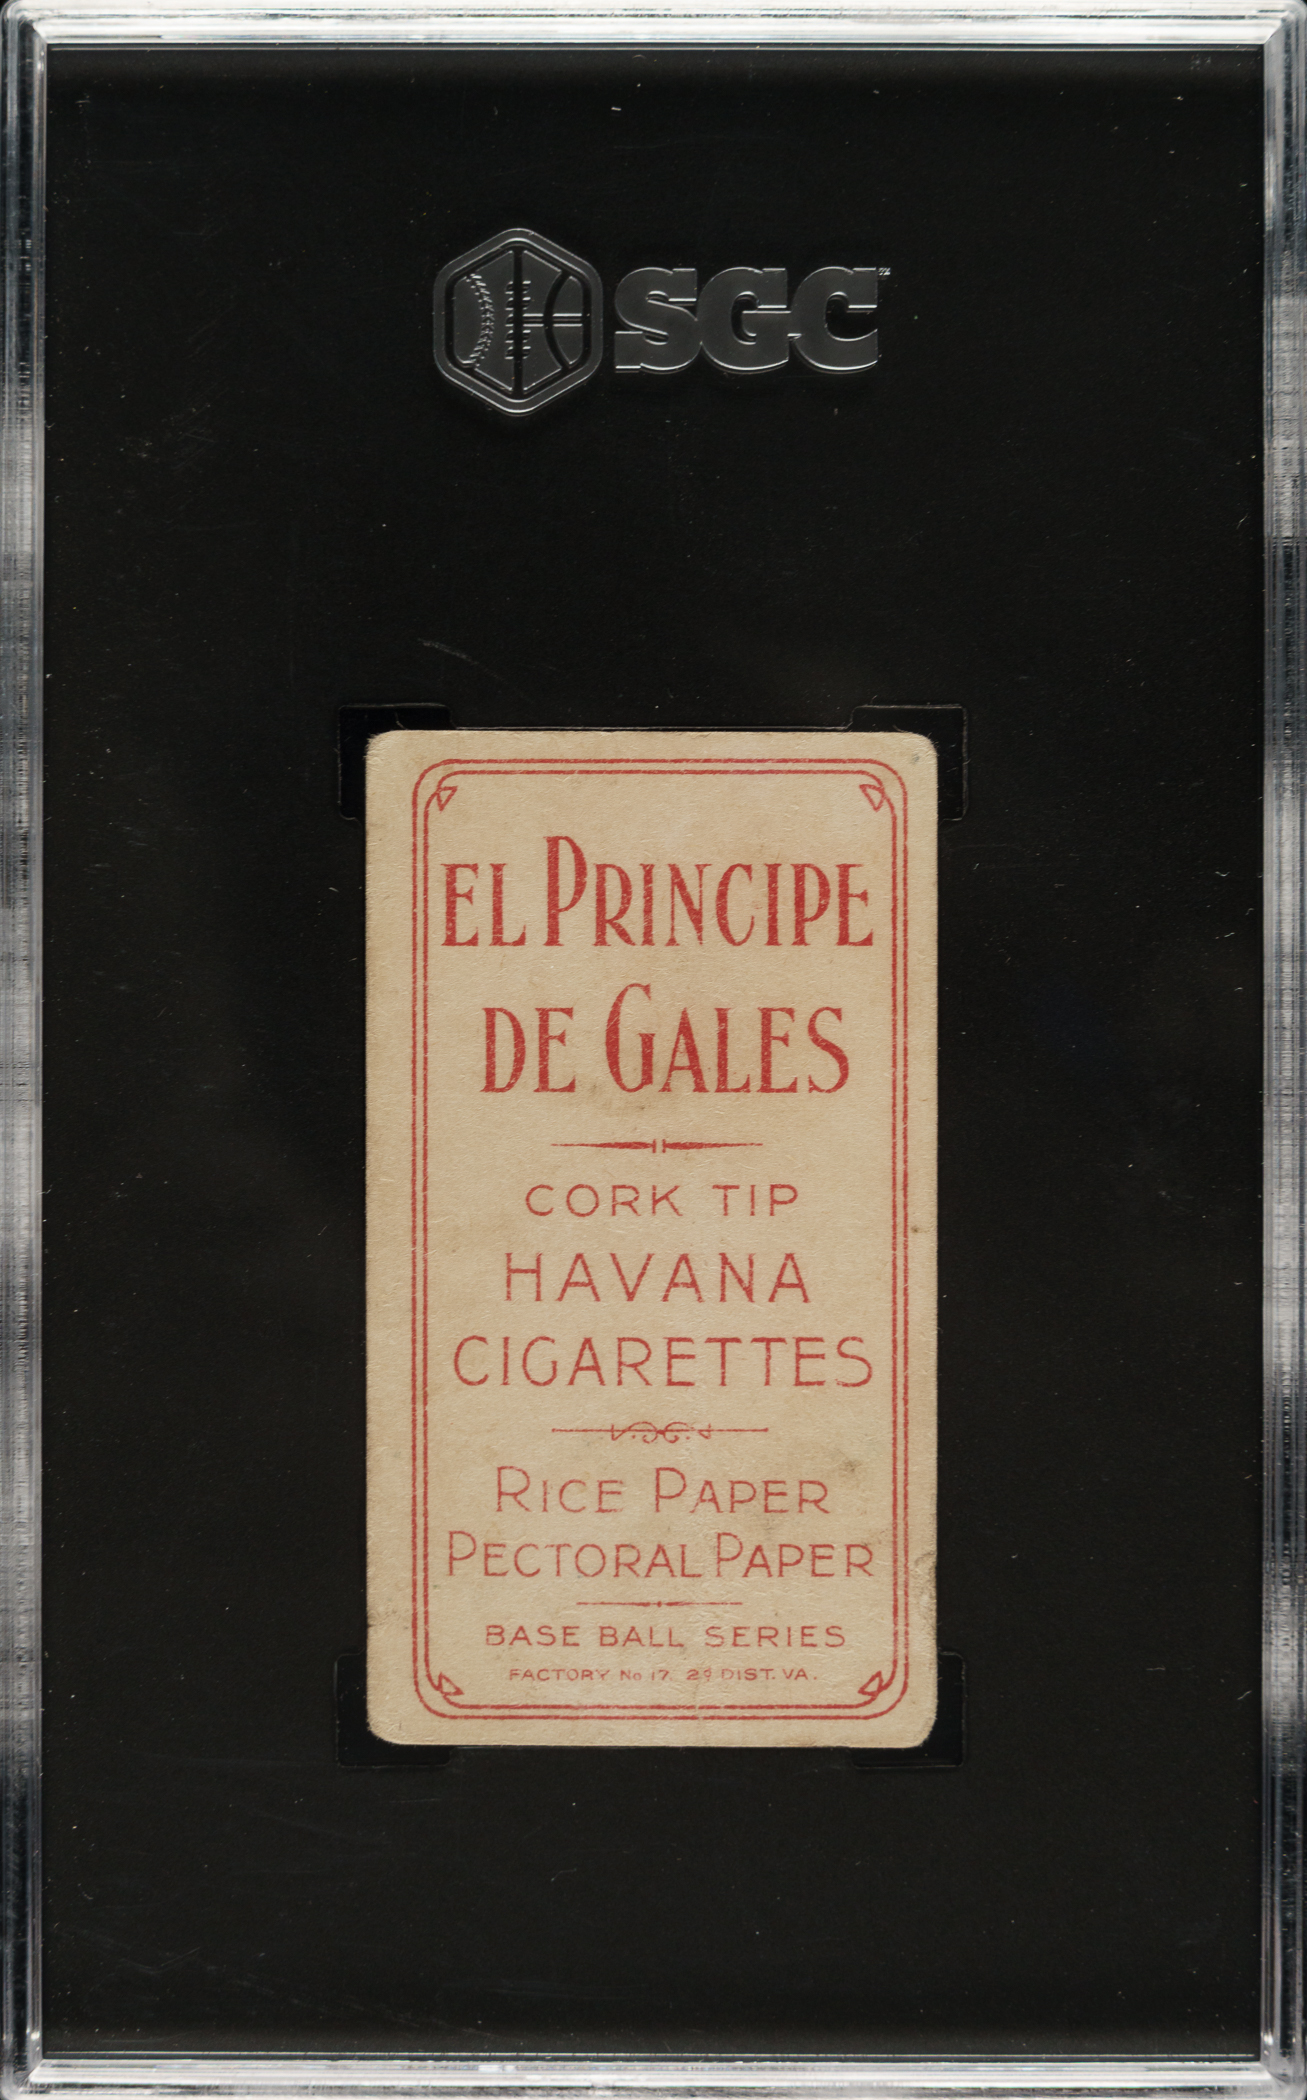 SGC
EL PRINCIPE
DE GALES
CORK TIP
HAVANA
CIGARETTES
RICE PAPER
PECTORAL PAPER
BASE BALL SERIES
FACTORY No 17. 2d DIST. VA.